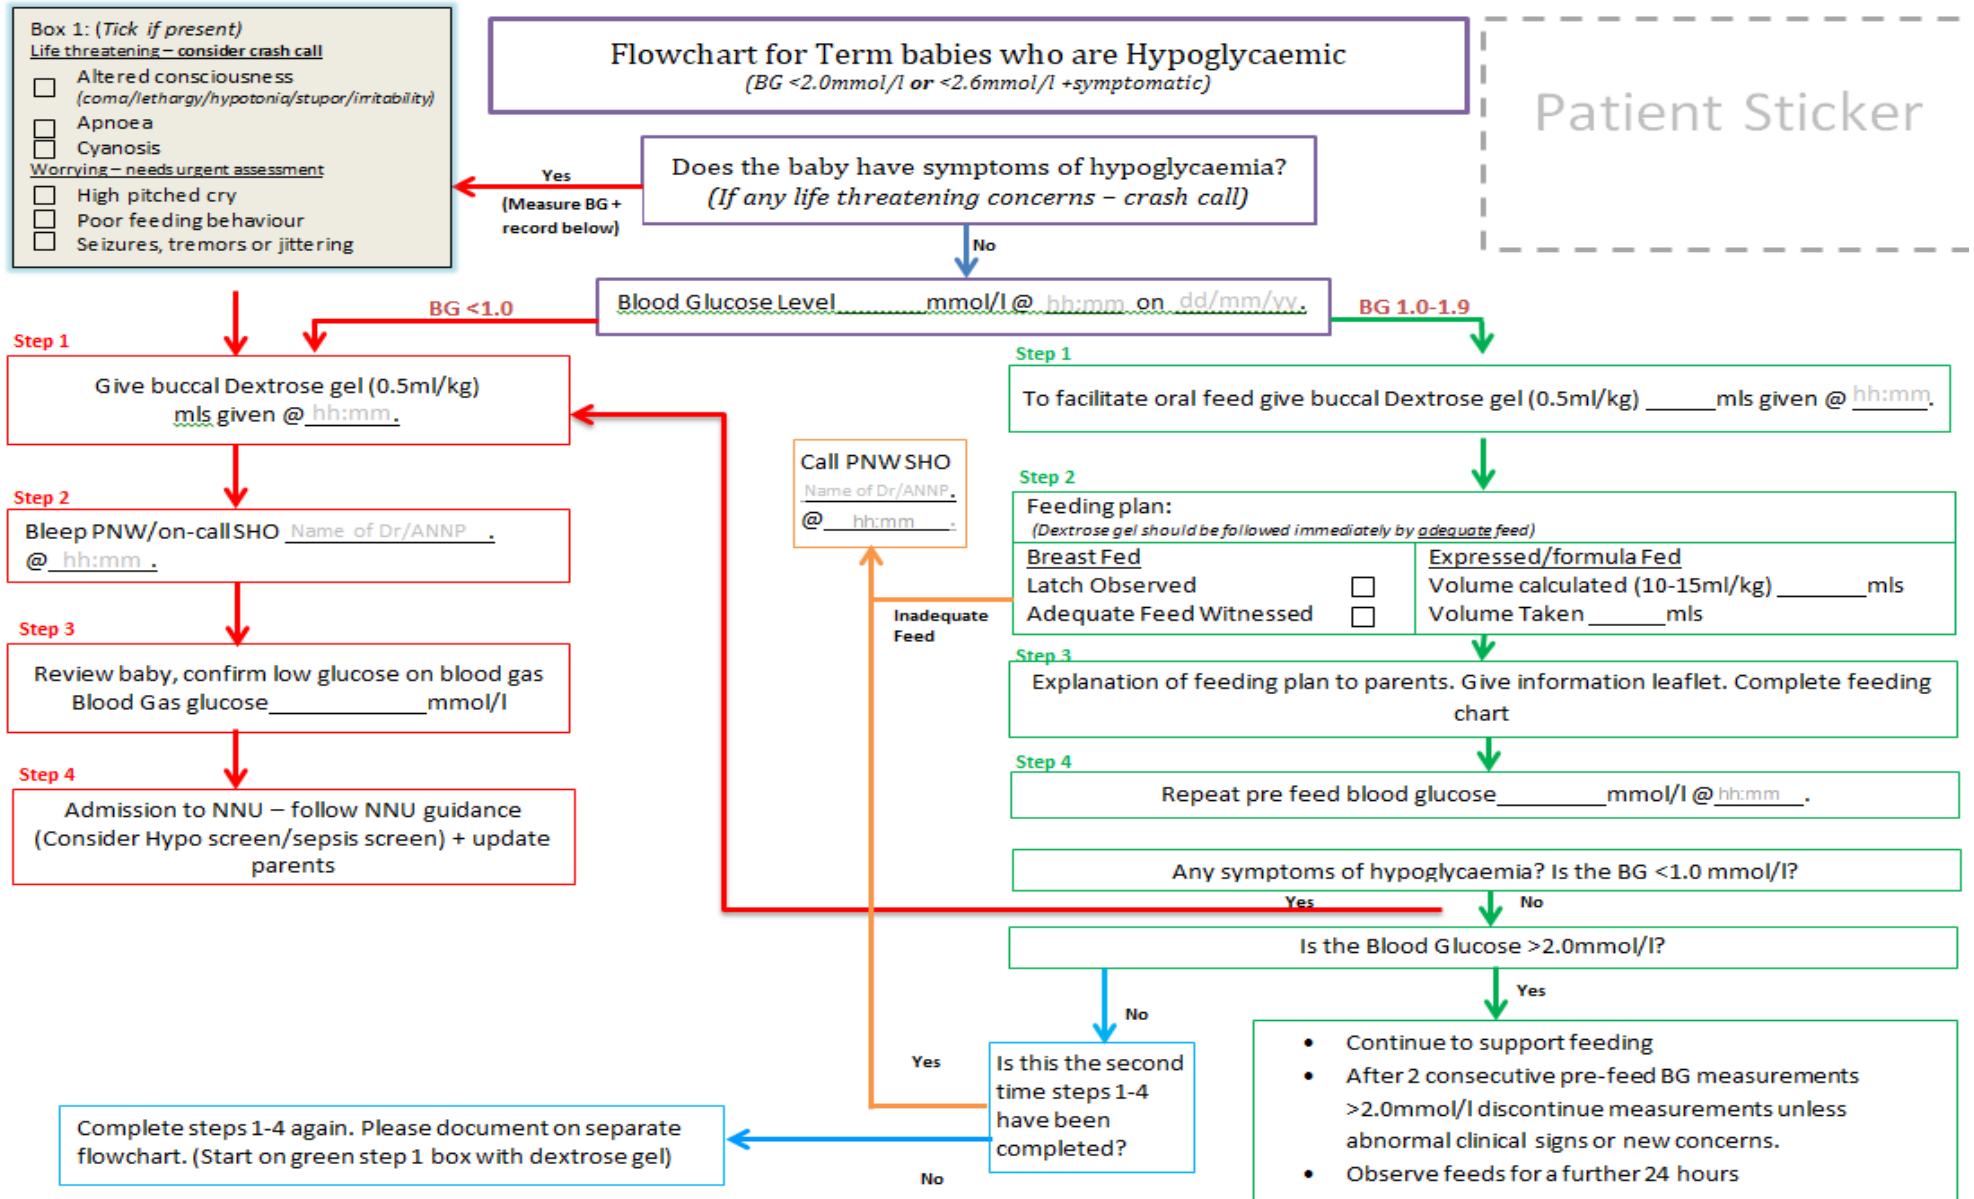 Box 1: (Tick if present)
Life threatening – consider crash call
Altered consciousness
(coma/lethargy/hypotonia/stupor/irritability)
Apnoea
Cyanosis
Worrying – needs urgent assessment
High pitched cry
Poor feeding behaviour
Seizures, tremors or jittering
Flowchart for Term babies who are Hypoglycaemic
(BG <2.0mmol/l or <2.6mmol/l +symptomatic)
Patient Sticker
Does the baby have symptoms of hypoglycaemia?
(If any life threatening concerns – crash call)
Yes
(Measure BG +
record below)
No
Blood Glucose Level_______mmol/l @ hh:mm on dd/mm/yy.
BG <1.0
BG 1.0-1.9
Step 1
Give buccal Dextrose gel (0.5ml/kg)
mls given @ hh:mm.
Step 2
Bleep PNW/on-call SHO Name of Dr/ANNP .
@ hh:mm .
Step 3
Review baby, confirm low glucose on blood gas
Blood Gas glucose____________mmol/l
Step 4
Admission to NNU – follow NNU guidance
(Consider Hypo screen/sepsis screen) + update
parents
Step 1
To facilitate oral feed give buccal Dextrose gel (0.5ml/kg) _____mls given @ hh:mm.
Call PNW SHO
Name of Dr/ANNP.
@ hh:mm .
Step 2
Feeding plan:
(Dextrose gel should be followed immediately by adequate feed)
Breast Fed
Latch Observed
Adequate Feed Witnessed
Expressed/formula Fed
Volume calculated (10-15ml/kg) _______mls
Volume Taken ______mls
Inadequate
Feed
Step 3
Explanation of feeding plan to parents. Give information leaflet. Complete feeding
chart
Step 4
Repeat pre feed blood glucose________mmol/l @ hh:mm .
Any symptoms of hypoglycaemia? Is the BG <1.0 mmol/l?
Yes
No
Is the Blood Glucose >2.0mmol/l?
No
Yes
Is this the second
time steps 1-4
have been
completed?
Yes
No
Complete steps 1-4 again. Please document on separate
flowchart. (Start on green step 1 box with dextrose gel)
• Continue to support feeding
• After 2 consecutive pre-feed BG measurements
>2.0mmol/l discontinue measurements unless
abnormal clinical signs or new concerns.
• Observe feeds for a further 24 hours